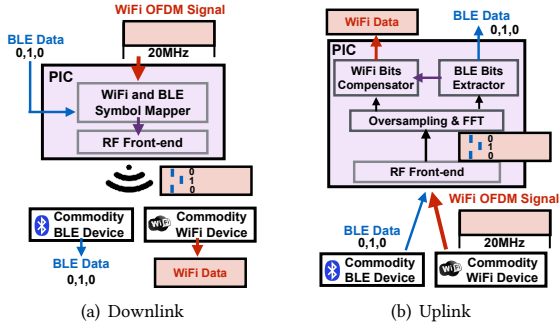 WiFi OFDM Signal
BLE Data
0,1,0
20MHz
PIC
WiFi and BLE
Symbol Mapper
RF Front-end
0
1
0
Commodity
BLE Device
WiFi
Commodity
WiFi Device
BLE Data
0,1,0
WiFi Data
(a) Downlink
WiFi Data
BLE Data
0,1,0
PIC
WiFi Bits
Compensator
BLE Bits
Extractor
Oversampling & FFT
0
1
0
RF Front-end
WiFi OFDM Signal
BLE Data
0,1,0
20MHz
Commodity
BLE Device
WiFi
Commodity
WiFi Device
(b) Uplink